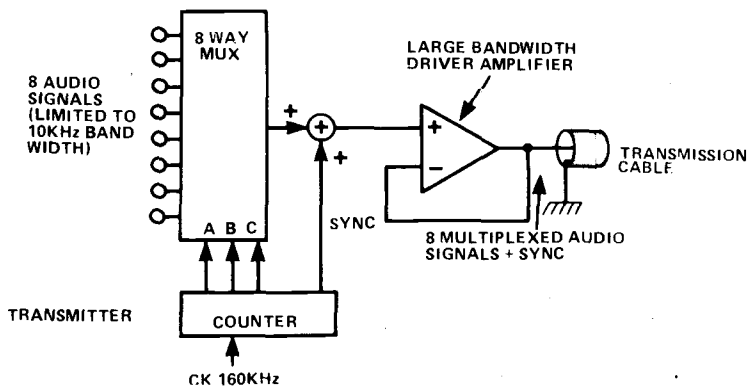 8 WAY
MUX
8 AUDIO
SIGNALS
(LIMITED TO
10KHz BAND
WIDTH)
A B C
+
+
+
SYNC
LARGE BANDWIDTH
DRIVER AMPLIFIER
+
−
TRANSMISSION
CABLE
8 MULTIPLEXED AUDIO
SIGNALS + SYNC
TRANSMITTER
COUNTER
CK 160KHz